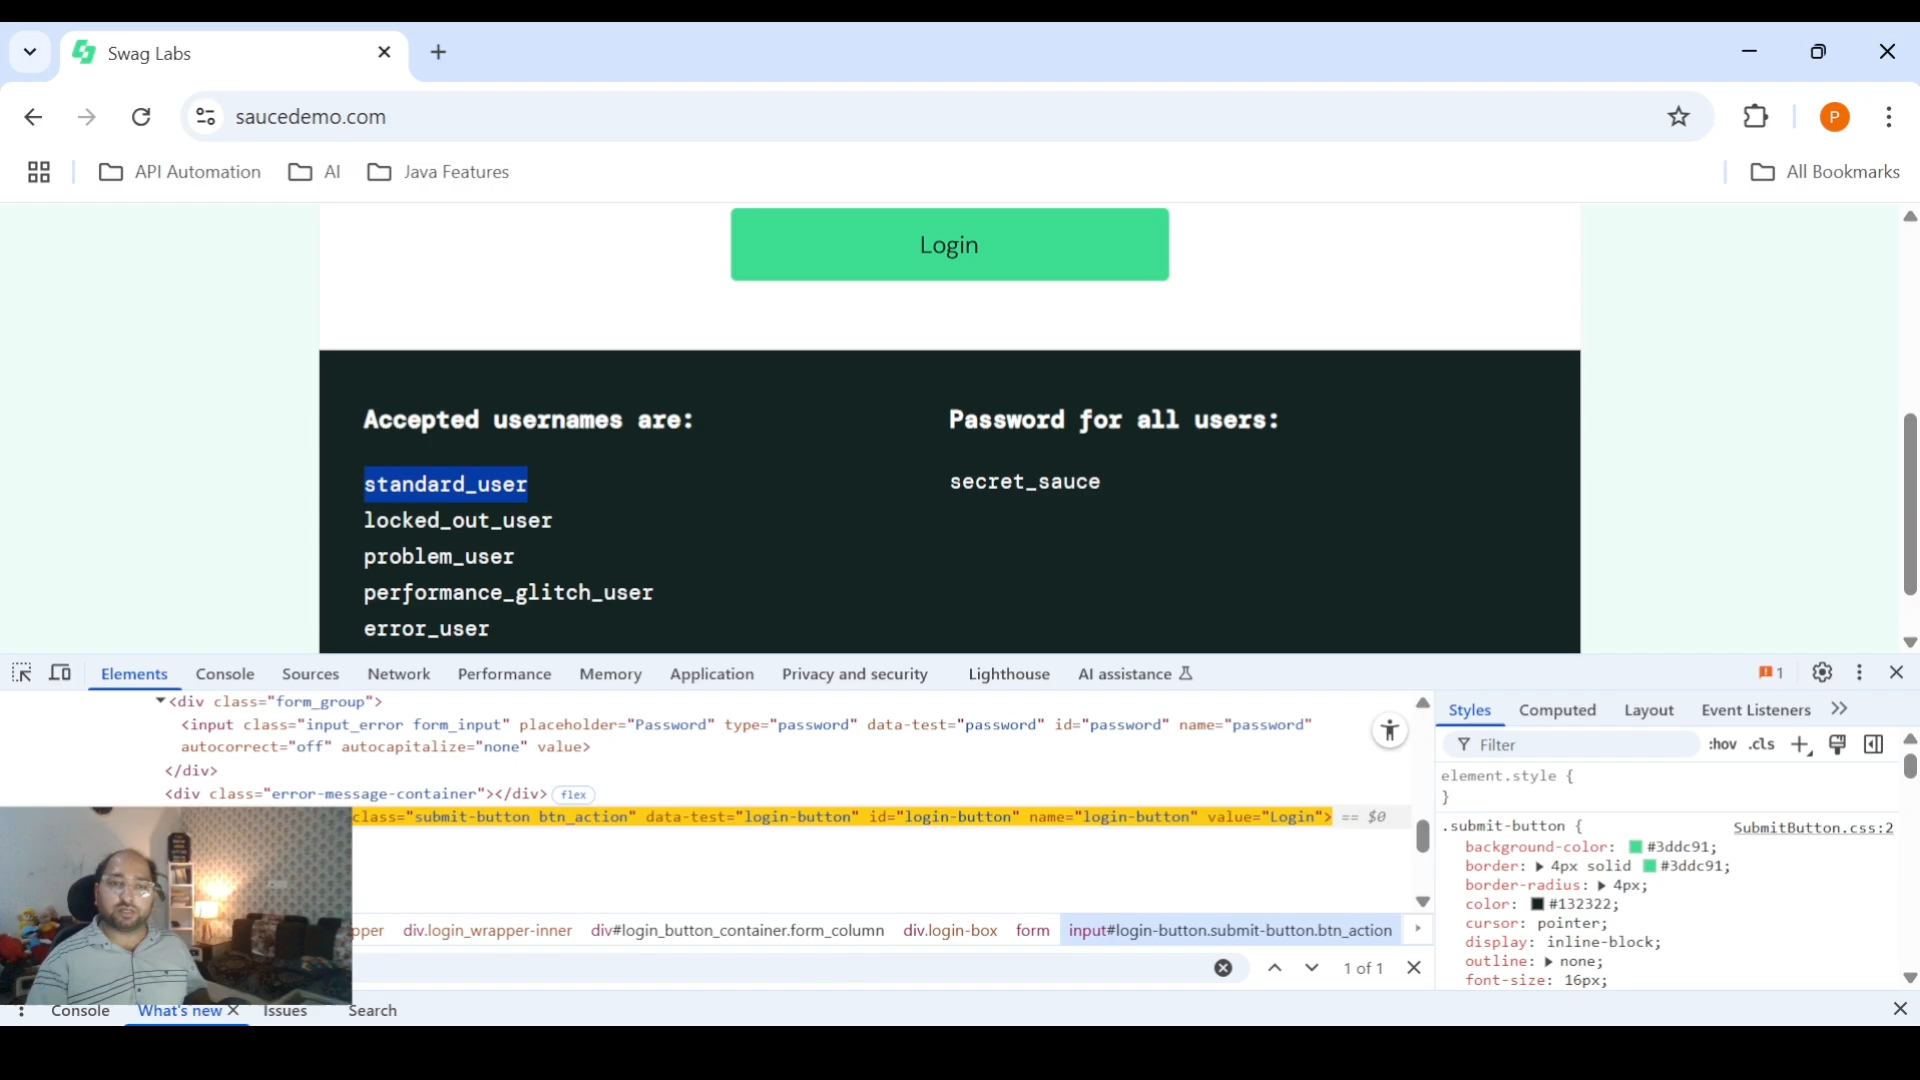 Swag Labs
saucedemo.com
P
API Automation
AI
Java Features
All Bookmarks
Login
Accepted usernames are:
Password for all users:
standard_user
secret_sauce
locked_out_user
problem_user
performance_glitch_user
error_user
Elements
Console
Sources
Network
Performance
Memory
Application
Privacy and security
Lighthouse
AI assistance
1
<div class="form_group">
<input class="input_error form_input" placeholder="Password" type="password" data-test="password" id="password" name="password"
autocorrect="off" autocapitalize="none" value>
</div>
<div class="error-message-container"></div>
flex
class="submit-button btn_action" data-test="login-button" id="login-button" name="login-button" value="Login"> == $0
pper
div.login_wrapper-inner
div#login_button_container.form_column
div.login-box
form
input#login-button.submit-button.btn_action
1 of 1
Styles
Computed
Layout
Event Listeners
Filter
:hov
.cls
element.style {
}
.submit-button {
SubmitButton.css:2
background-color: #3ddc91;
border: 4px solid #3ddc91;
border-radius: 4px;
color: #132322;
cursor: pointer;
display: inline-block;
outline: none;
font-size: 16px;
Console
What's new
Issues
Search